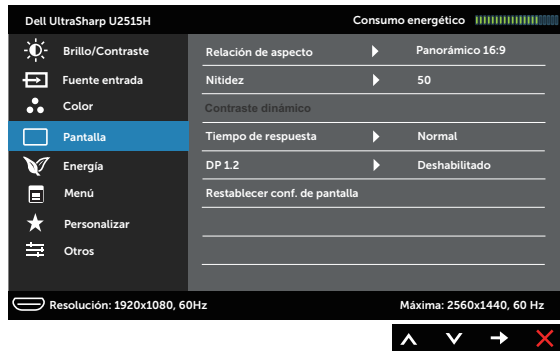 Dell UltraSharp U2515H Consumo energético
Brillo/Contraste
Fuente entrada
Color
Pantalla
Energía
Menú
Personalizar
Otros
Relación de aspecto Panorámico 16:9
Nitidez 50
Contraste dinámico
Tiempo de respuesta Normal
DP 1.2 Deshabilitado
Restablecer conf. de pantalla
Resolución: 1920x1080, 60Hz Máxima: 2560x1440, 60 Hz